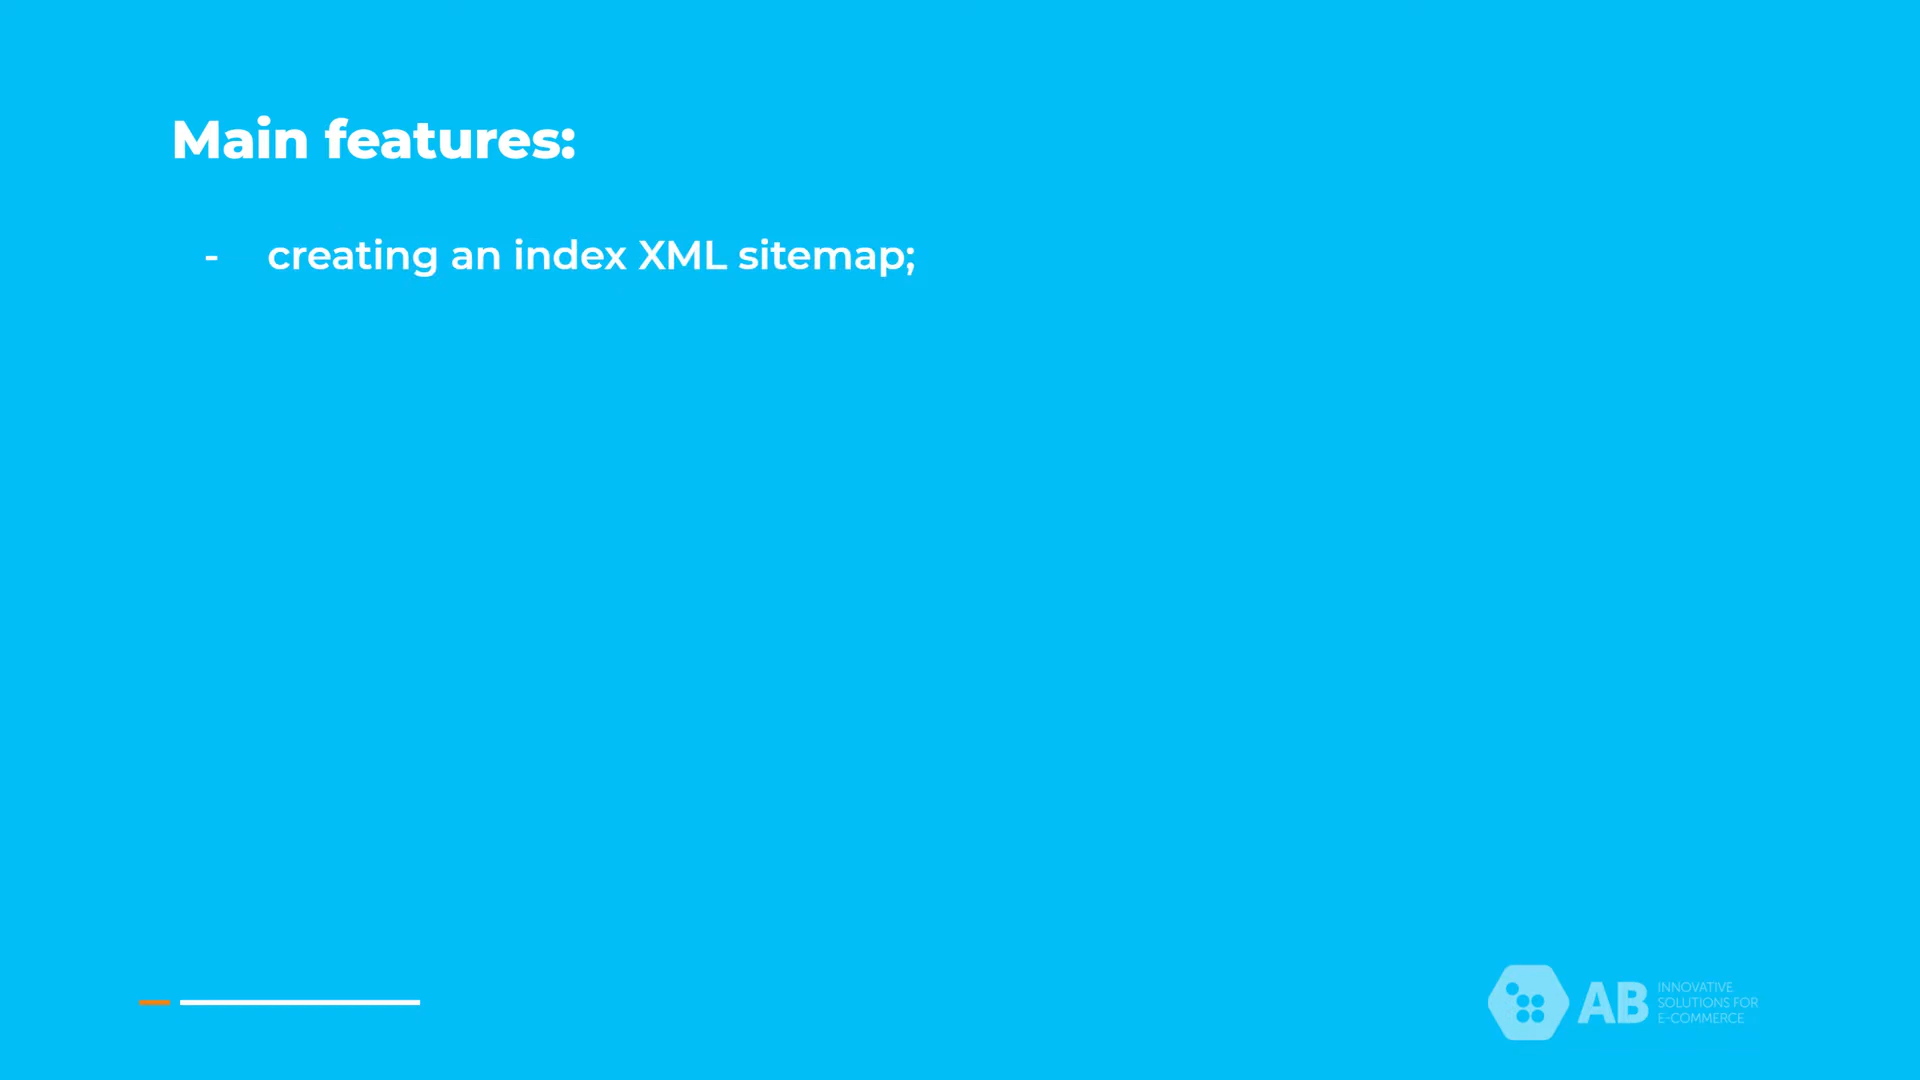 Main features:
- creating an index XML sitemap;
AB
INNOVATIVE
SOLUTIONS FOR
E-COMMERCE